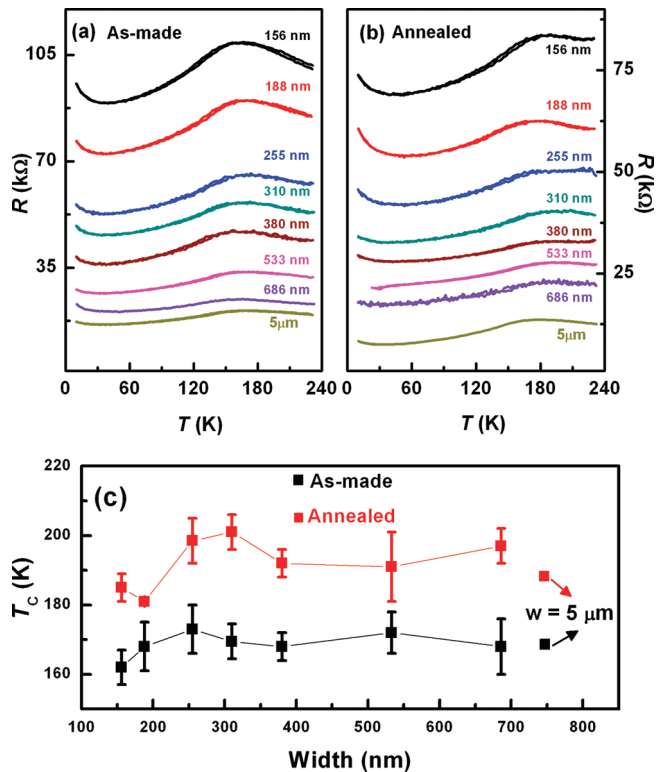 (a) As-made
(b) Annealed
156 nm
188 nm
255 nm
310 nm
380 nm
533 nm
686 nm
5μm
156 nm
188 nm
255 nm
310 nm
380 nm
533 nm
686 nm
5μm
105
70
35
R (kΩ)
75
50
25
0
R (kΩ)
0 60 120 180 240
0 60 120 180 240
T (K)
T (K)
(c)
As-made
Annealed
w = 5 μm
220
200
180
160
T_C (K)
100 200 300 400 500 600 700 800
Width (nm)